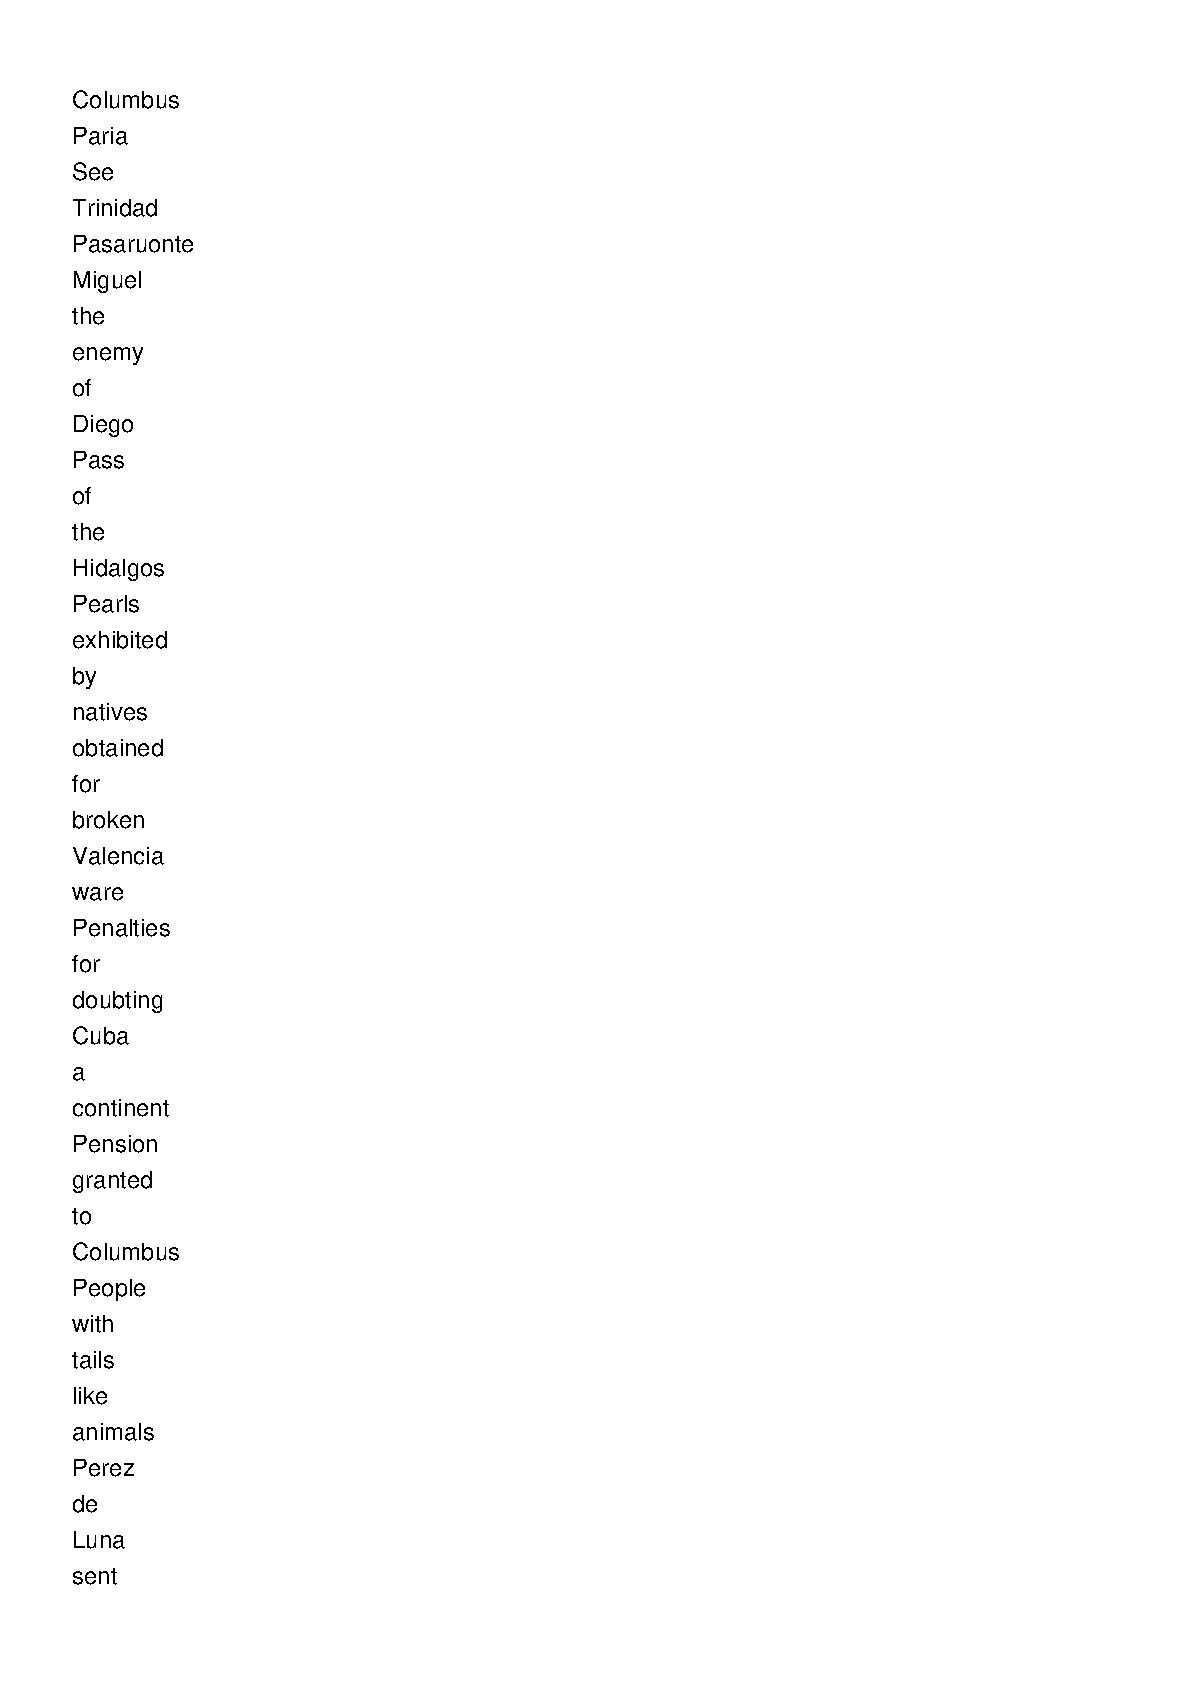 Columbus
Paria
See
Trinidad
Pasaruonte
Miguel
the
enemy
of
Diego
Pass
of
the
Hidalgos
Pearls
exhibited
by
natives
obtained
for
broken
Valencia
ware
Penalties
for
doubting
Cuba
a
continent
Pension
granted
to
Columbus
People
with
tails
like
animals
Perez
de
Luna
sent